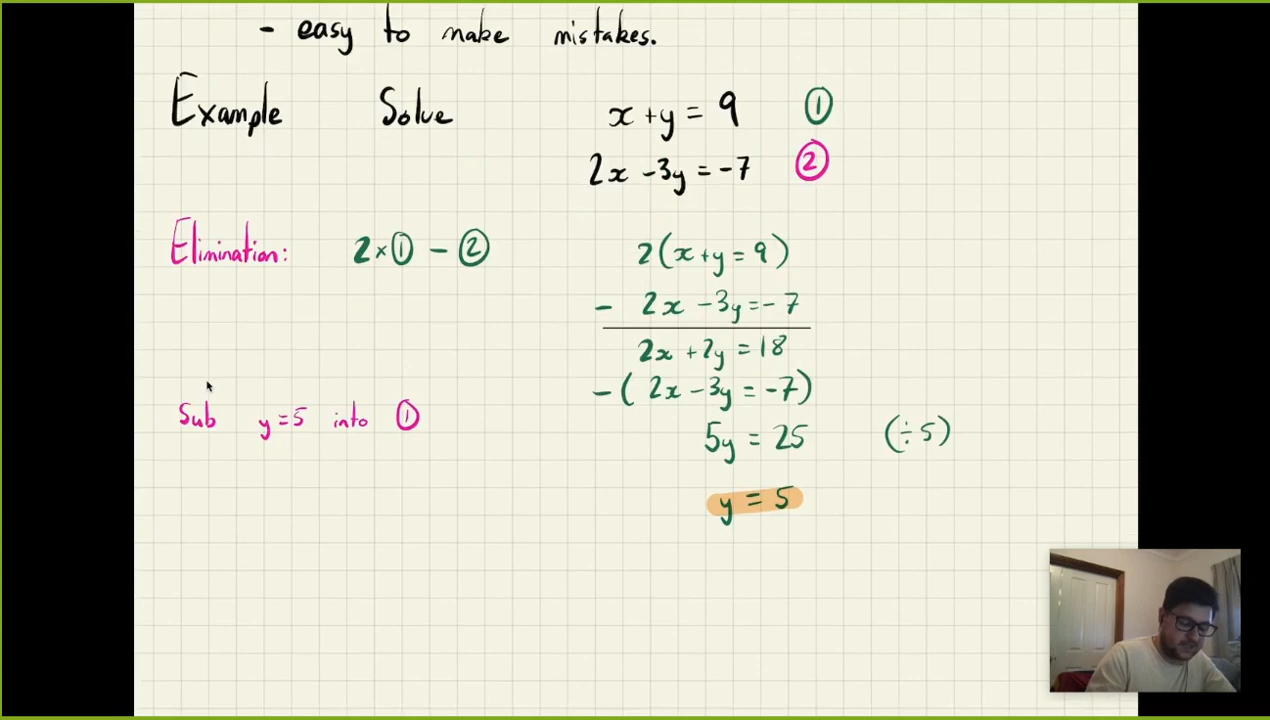 - easy to make mistakes.
Example Solve x + y = 9 ①
2x - 3y = -7 ②
Elimination: 2 × ① - ② 2(x + y = 9)
- 2x - 3y = -7
2x + 2y = 18
- ( 2x - 3y = -7)
Sub y = 5 into ①
5y = 25 (÷5)
y = 5